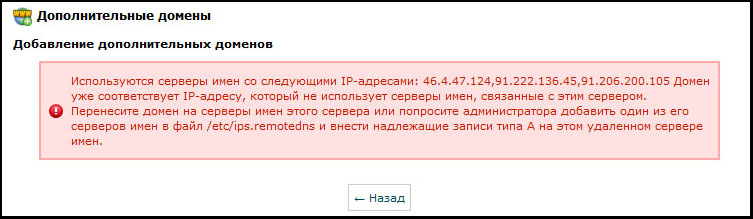 Дополнительные домены
Добавление дополнительных доменов
Используются серверы имен со следующими IP-адресами: 46.4.47.124,91.222.136.45,91.206.200.105 Домен
уже соответствует IP-адресу, который не использует серверы имен, связанные с этим сервером.
Перенесите домен на серверы имен этого сервера или попросите администратора добавить один из его
серверов имен в файл /etc/ips.remotedns и внести надлежащие записи типа A на этом удаленном сервере
имен.
← Назад